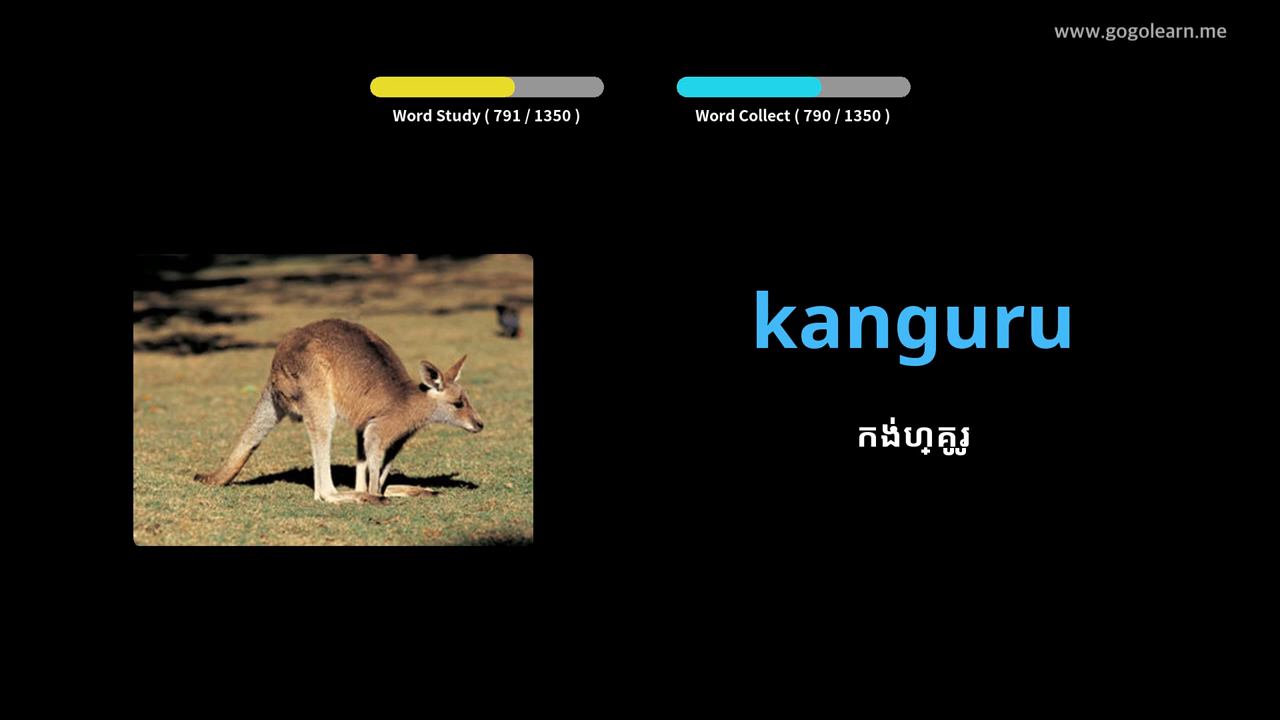 www.gogolearn.me
Word Study ( 791 / 1350 )
Word Collect ( 790 / 1350 )
kanguru
កង់ហ្គូរូ